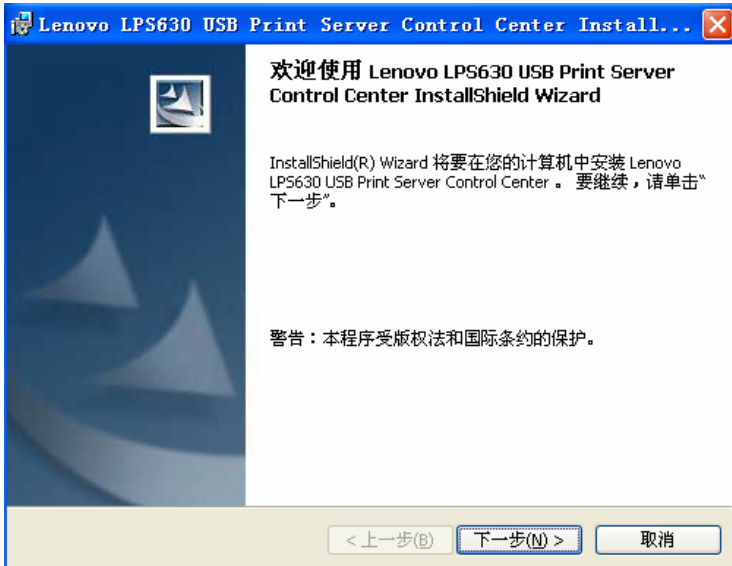 Lenovo LPS630 USB Print Server Control Center Install...
欢迎使用 Lenovo LPS630 USB Print Server
Control Center InstallShield Wizard
InstallShield(R) Wizard 将要在您的计算机中安装 Lenovo
LPS630 USB Print Server Control Center 。 要继续，请单击“
下一步”。
警告：本程序受版权法和国际条约的保护。
<上一步(B)
下一步(N) >
取消